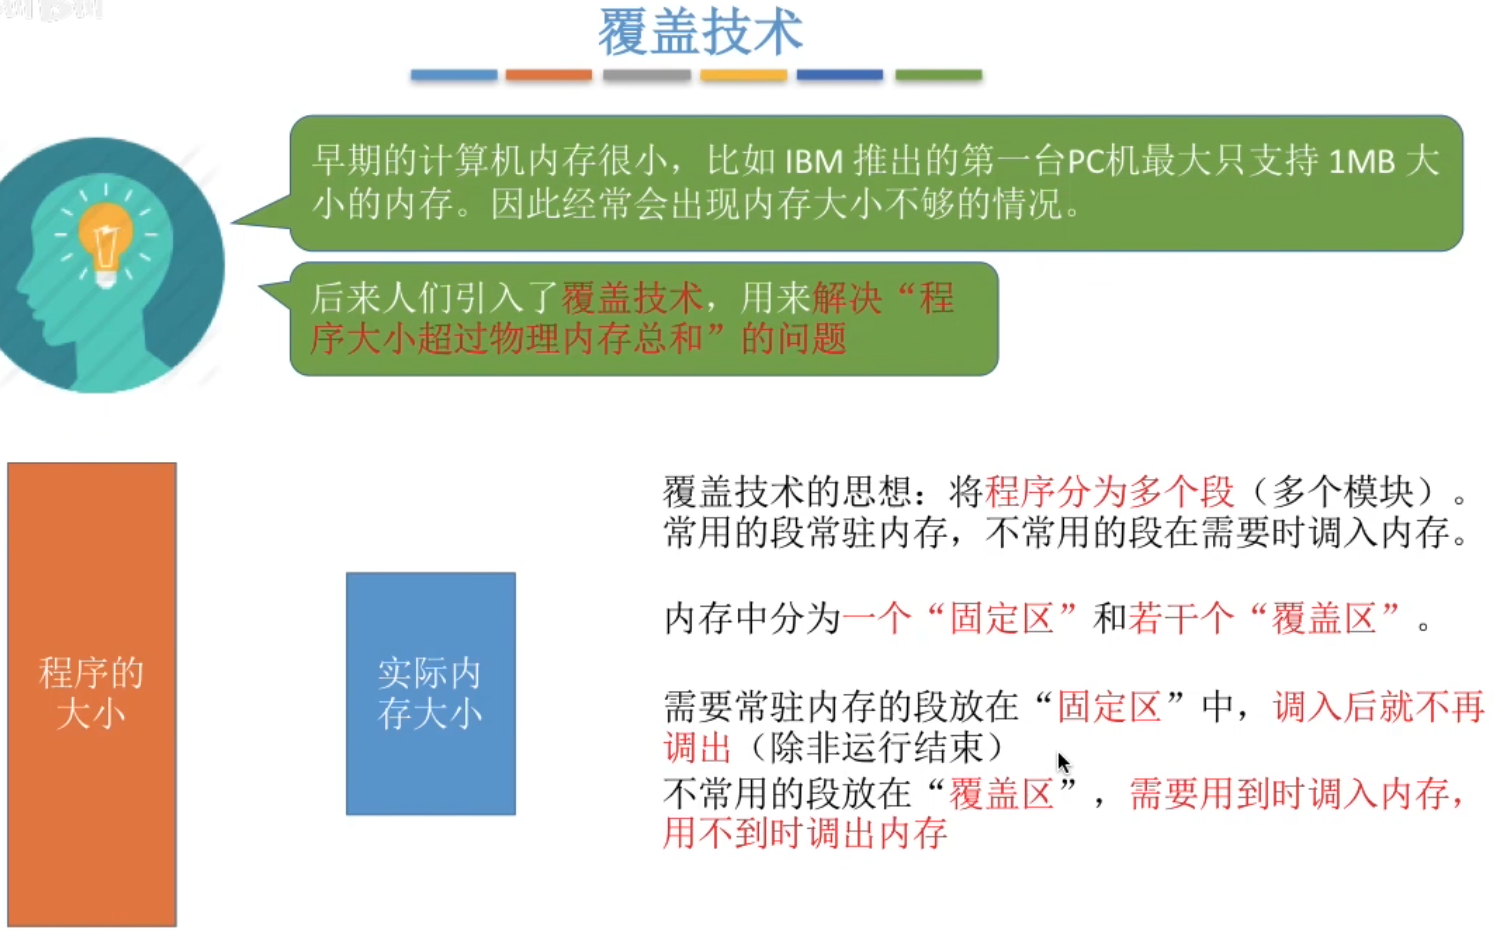 覆盖技术
早期的计算机内存很小，比如 IBM 推出的第一台PC机最大只支持 1MB 大
小的内存。因此经常会出现内存大小不够的情况。
后来人们引入了覆盖技术，用来解决“程
序大小超过物理内存总和”的问题
程序的
大小
实际内
存大小
覆盖技术的思想：将程序分为多个段（多个模块）。
常用的段常驻内存，不常用的段在需要时调入内存。
内存中分为一个“固定区”和若干个“覆盖区”。
需要常驻内存的段放在“固定区”中，调入后就不再
调出（除非运行结束）
不常用的段放在“覆盖区”，需要用到时调入内存，
用不到时调出内存